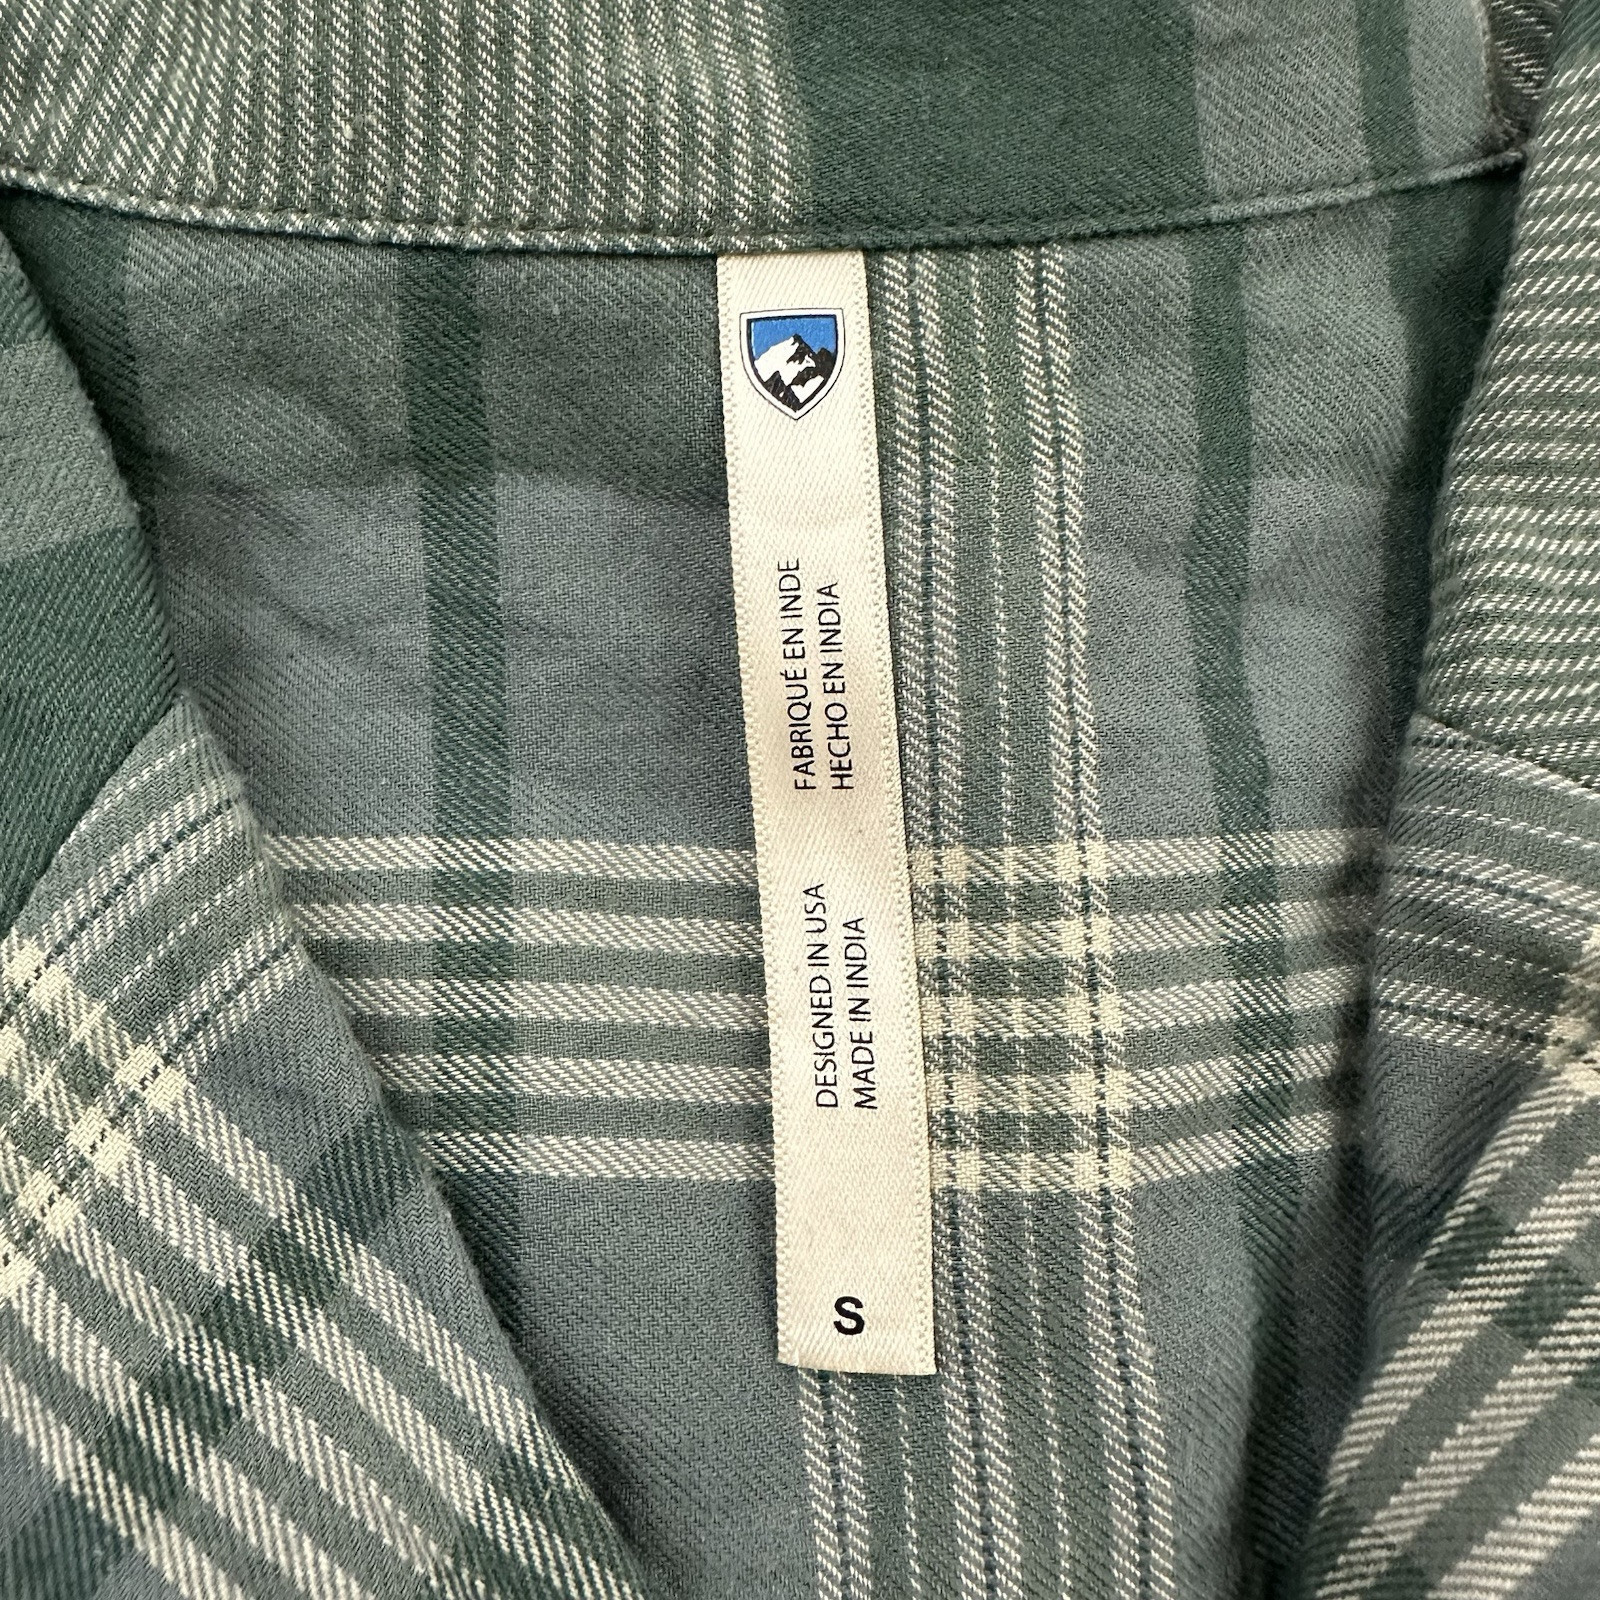 FABRIQUÉ EN INDE
HECHO EN INDIA
DESIGNED IN USA
MADE IN INDIA
S